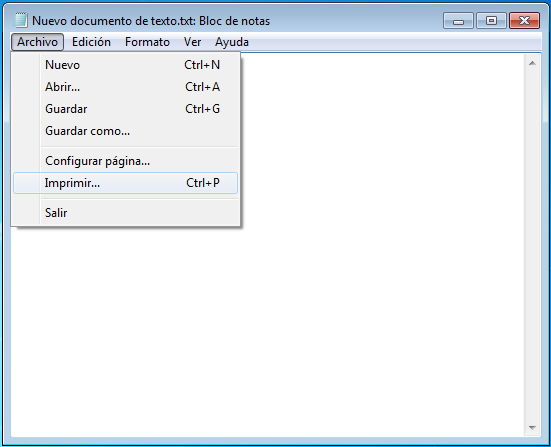 Nuevo documento de texto.txt: Bloc de notas
Archivo Edición Formato Ver Ayuda
Nuevo Ctrl+N
Abrir... Ctrl+A
Guardar Ctrl+G
Guardar como...
Configurar página...
Imprimir... Ctrl+P
Salir